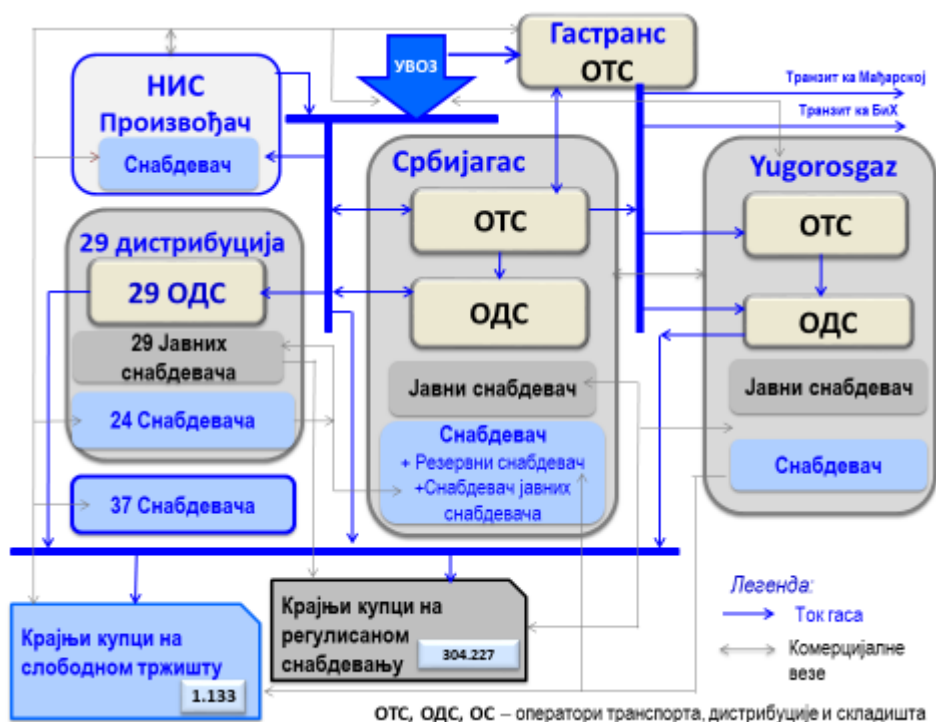 Гастранс
ОТС
УВОЗ
НИС
Произвођач
Снабдевач
Транзит ка Мађарској
Транзит ка БиХ
Србијагас
ОТС
ОДС
Јавни снабдевач
Снабдевач
+ Резервни снабдевач
+Снабдевач јавних
снабдевача
Yugorosgaz
ОТС
ОДС
Јавни снабдевач
Снабдевач
29 дистрибуција
29 ОДС
29 Јавних
снабдевача
24 Снабдевача
37 Снабдевача
Крајњи купци на
слободном тржишту
1.133
Крајњи купци на
регулисаном
снабдевању
304.227
Легенда:
Ток гаса
Комерцијалне
везе
ОТС, ОДС, ОС – оператори транспорта, дистрибуције и складишта